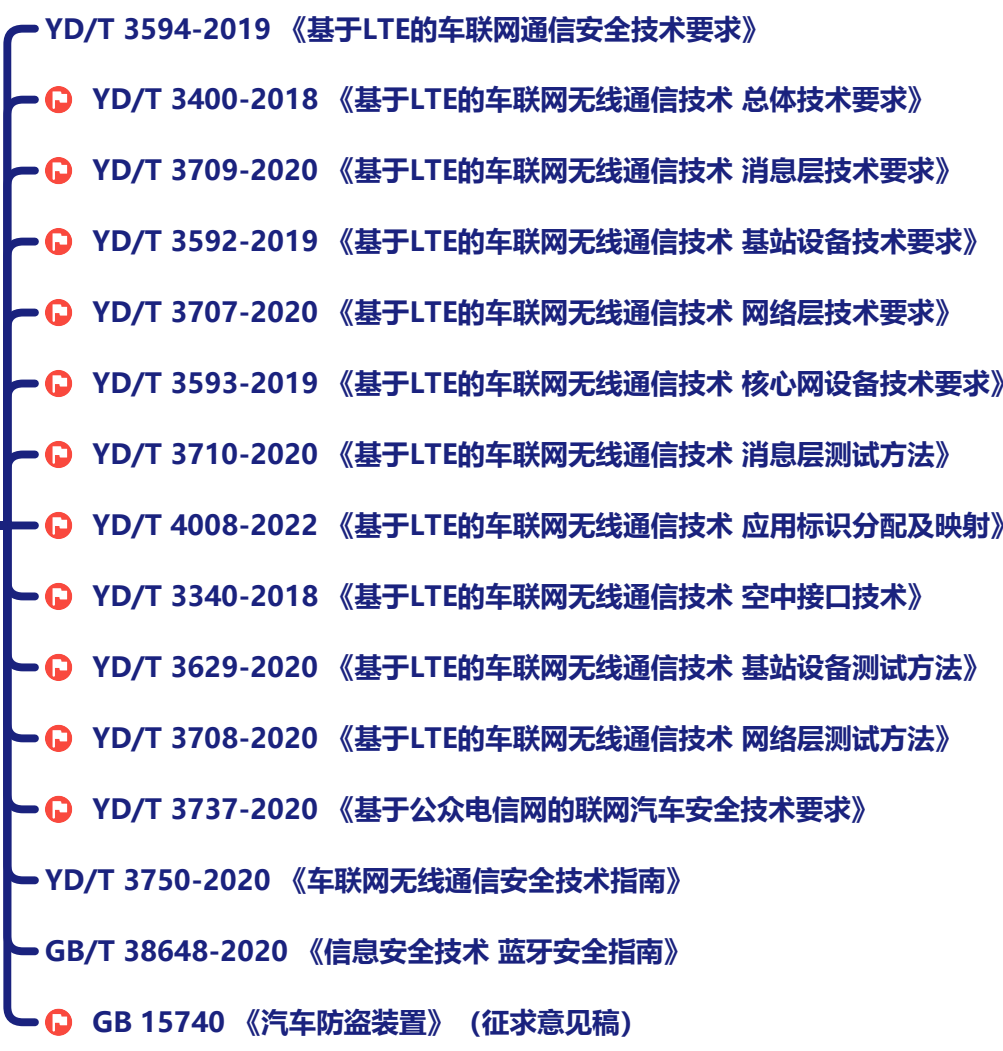 YD/T 3594-2019 《基于LTE的车联网通信安全技术要求》
YD/T 3400-2018 《基于LTE的车联网无线通信技术 总体技术要求》
YD/T 3709-2020 《基于LTE的车联网无线通信技术 消息层技术要求》
YD/T 3592-2019 《基于LTE的车联网无线通信技术 基站设备技术要求》
YD/T 3707-2020 《基于LTE的车联网无线通信技术 网络层技术要求》
YD/T 3593-2019 《基于LTE的车联网无线通信技术 核心网设备技术要求》
YD/T 3710-2020 《基于LTE的车联网无线通信技术 消息层测试方法》
YD/T 4008-2022 《基于LTE的车联网无线通信技术 应用标识分配及映射》
YD/T 3340-2018 《基于LTE的车联网无线通信技术 空中接口技术》
YD/T 3629-2020 《基于LTE的车联网无线通信技术 基站设备测试方法》
YD/T 3708-2020 《基于LTE的车联网无线通信技术 网络层测试方法》
YD/T 3737-2020 《基于公众电信网的联网汽车安全技术要求》
YD/T 3750-2020 《车联网无线通信安全技术指南》
GB/T 38648-2020 《信息安全技术 蓝牙安全指南》
GB 15740 《汽车防盗装置》（征求意见稿）